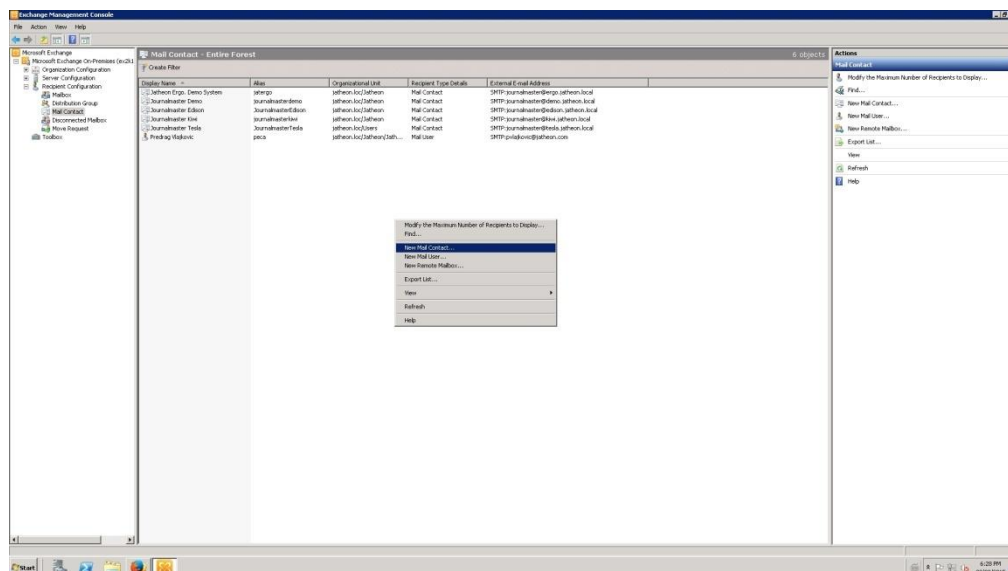 Exchange Management Console
File Action View Help
Microsoft Exchange
Microsoft Exchange On-Premises (ex2k1
Organization Configuration
Server Configuration
Recipient Configuration
Mailbox
Distribution Group
Mail Contact
Disconnected Mailbox
Move Request
Toolbox
Mail Contact - Entire Forest
6 objects
Create Filter
Display Name Alias Organizational Unit Recipient Type Details External E-mail Address
Jatheon Ergo. Demo System jatergo jatheon.loc/Jatheon Mail Contact SMTP:journalmaster@ergo.jatheon.local
Journalmaster Demo journalmasterdemo jatheon.loc/Jatheon Mail Contact SMTP:journalmaster@demo.jatheon.local
Journalmaster Edison JournalmasterEdison jatheon.loc/Jatheon Mail Contact SMTP:journalmaster@edison.jatheon.local
Journalmaster Kiwi journalmasterkiwi jatheon.loc/Jatheon Mail Contact SMTP:journalmaster@kiwi.jatheon.local
Journalmaster Tesla JournalmasterTesla jatheon.loc/Users Mail Contact SMTP:journalmaster@tesla.jatheon.local
Predrag Vlajkovic peca jatheon.loc/Jatheon/Jath... Mail User SMTP:pvlajkovic@jatheon.com
Modify the Maximum Number of Recipients to Display...
Find...
New Mail Contact...
New Mail User...
New Remote Mailbox...
Export List...
View
Refresh
Help
Actions
Mail Contact
Modify the Maximum Number of Recipients to Display...
Find...
New Mail Contact...
New Mail User...
New Remote Mailbox...
Export List...
View
Refresh
Help
Start
6:28 PM